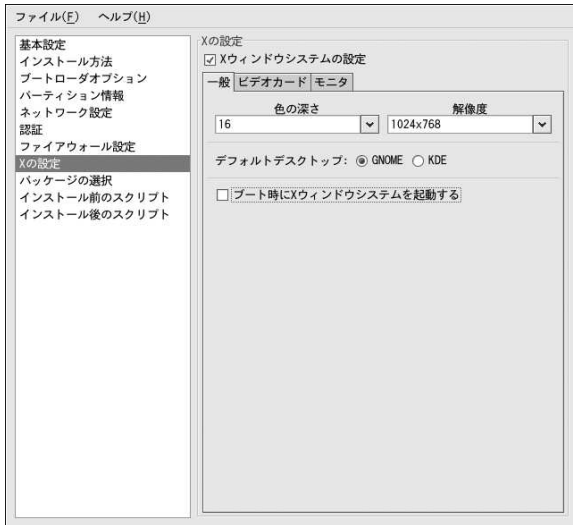 ファイル(F) ヘルプ(H)
基本設定
インストール方法
ブートローダオプション
パーティション情報
ネットワーク設定
認証
ファイアウォール設定
Xの設定
パッケージの選択
インストール前のスクリプト
インストール後のスクリプト
Xの設定
Xウィンドウシステムの設定
一般 ビデオカード モニタ
色の深さ 解像度
16 1024x768
デフォルトデスクトップ: GNOME KDE
ブート時にXウィンドウシステムを起動する